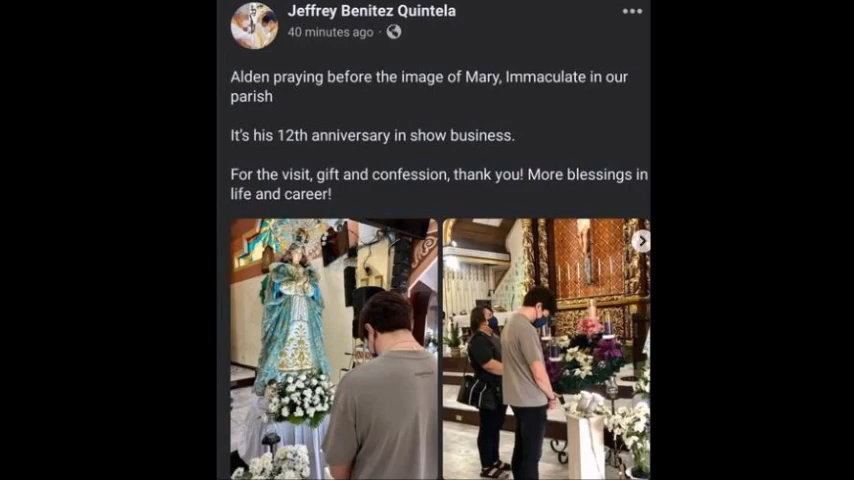 Jeffrey Benitez Quintela
40 minutes ago ·
Alden praying before the image of Mary, Immaculate in our
parish
It's his 12th anniversary in show business.
For the visit, gift and confession, thank you! More blessings in
life and career!